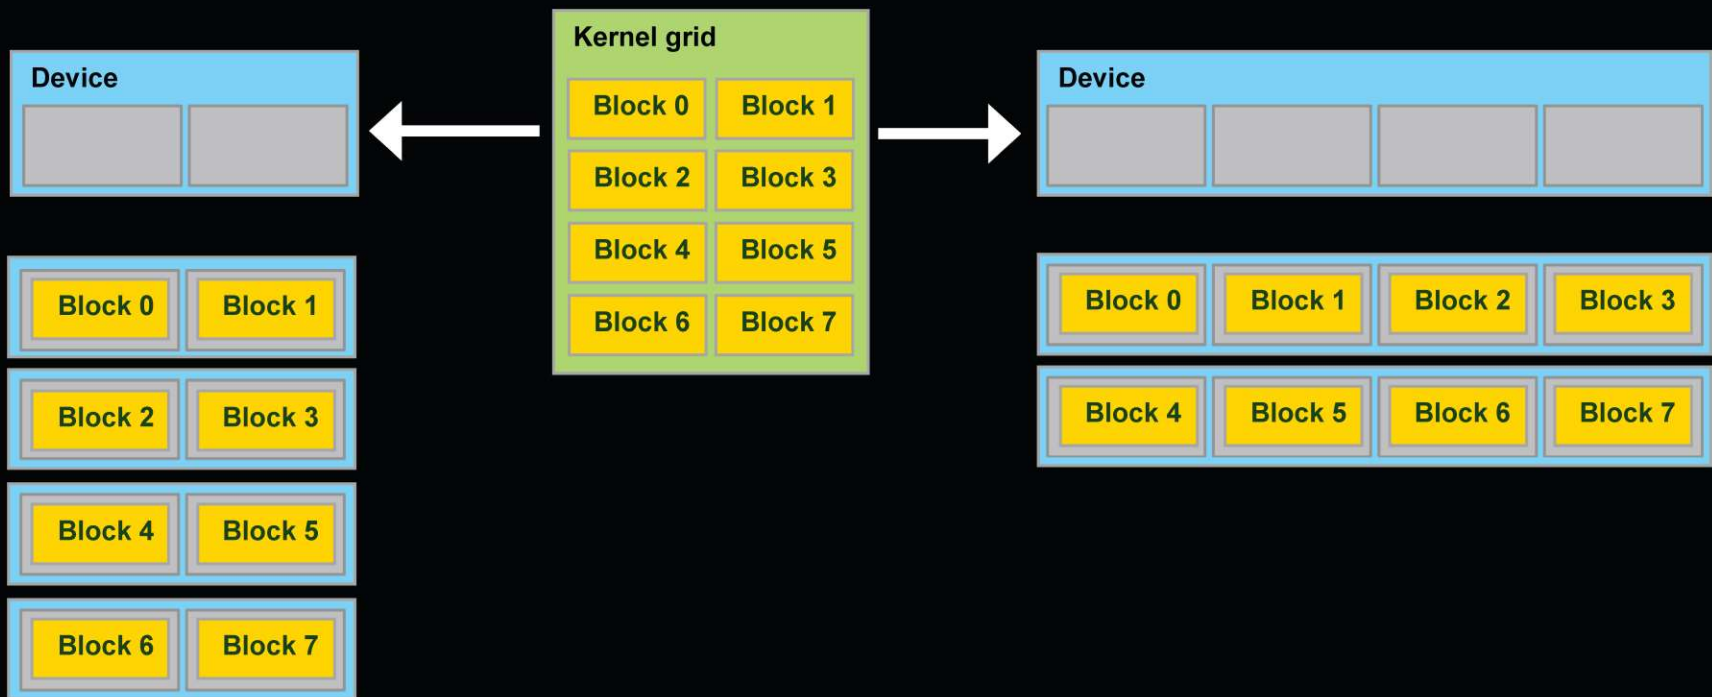 Kernel grid
Block 0 Block 1
Block 2 Block 3
Block 4 Block 5
Block 6 Block 7
Device
Block 0 Block 1
Block 2 Block 3
Block 4 Block 5
Block 6 Block 7
Device
Block 0 Block 1 Block 2 Block 3
Block 4 Block 5 Block 6 Block 7